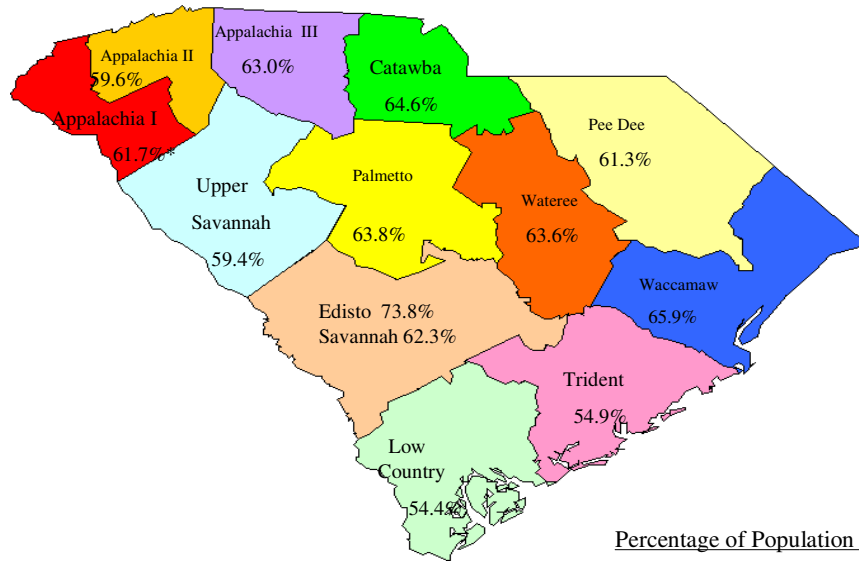 Appalachia III
63.0%
Appalachia II
59.6%
Catawba
64.6%
Appalachia I
61.7%*
Pee Dee
61.3%
Upper
Savannah
59.4%
Palmetto
63.8%
Wateree
63.6%
Waccamaw
65.9%
Edisto 73.8%
Savannah 62.3%
Trident
54.9%
Low
Country
54.4%
Percentage of Population